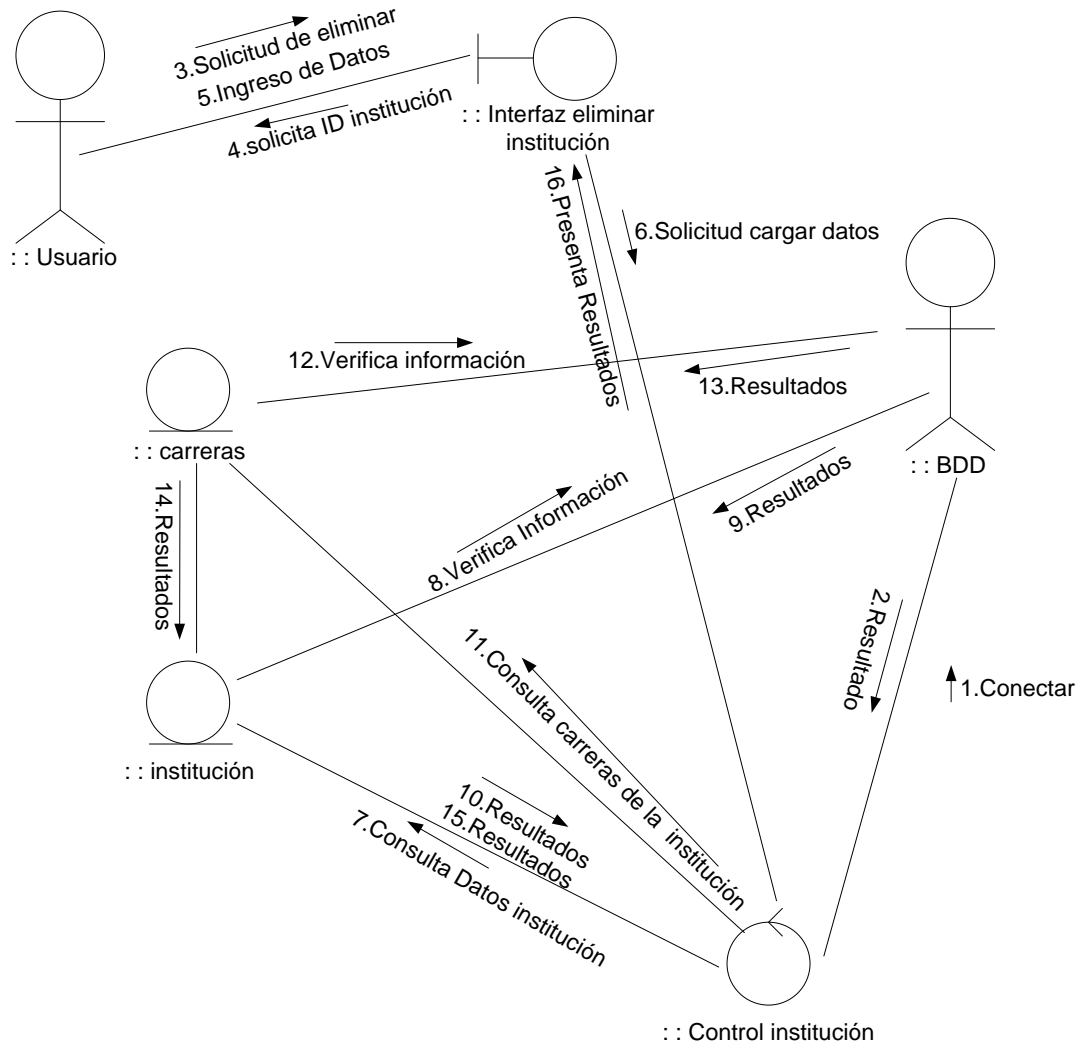 3.Solicitud de eliminar
5.Ingreso de Datos
4.solicita ID institución
: : Interfaz eliminar
institución
: : Usuario
16.Presenta Resultados
6.Solicitud cargar datos
12.Verifica información
13.Resultados
: : carreras
: : BDD
14.Resultados
8.Verifica Información
9.Resultados
2.Resultado
1.Conectar
11.Consulta carreras de la institución
: : institución
10.Resultados
15.Resultados
7.Consulta Datos institución
: : Control institución